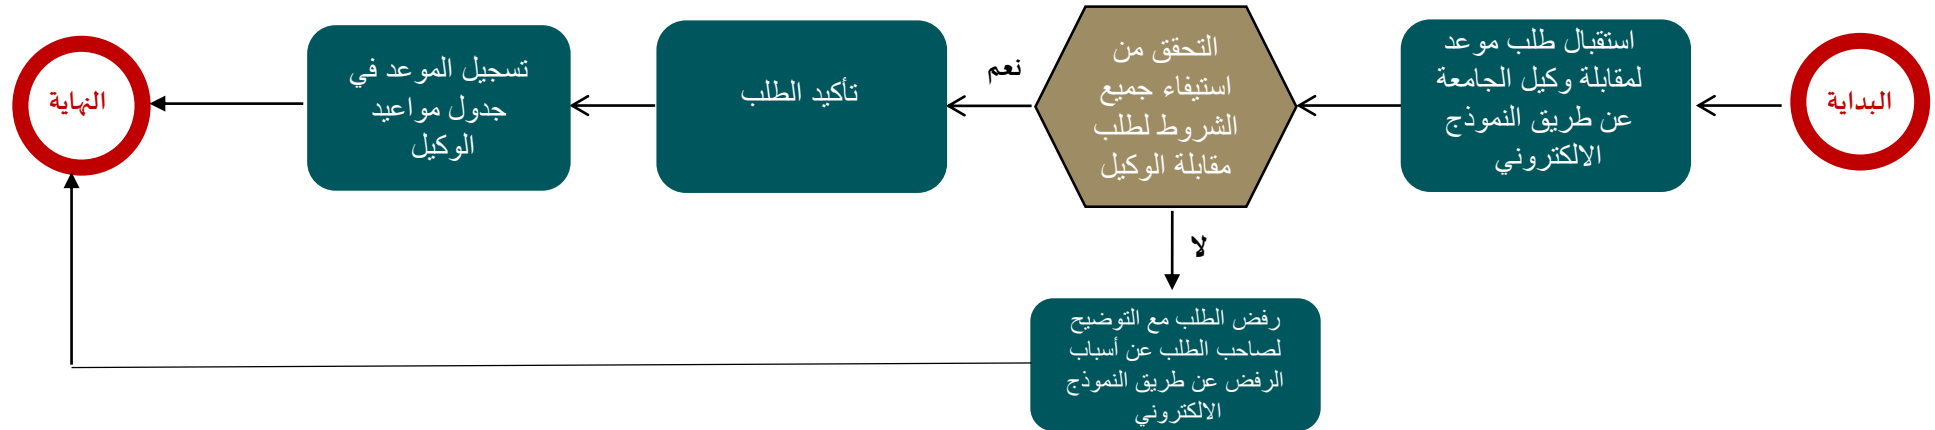 البداية
استقبال طلب موعد
لمقابلة وكيل الجامعة
عن طريق النموذج
الالكتروني
التحقق من
استيفاء جميع
الشروط لطلب
مقابلة الوكيل
نعم
تأكيد الطلب
تسجيل الموعد في
جدول مواعيد
الوكيل
النهاية
لا
رفض الطلب مع التوضيح
لصاحب الطلب عن أسباب
الرفض عن طريق النموذج
الالكتروني